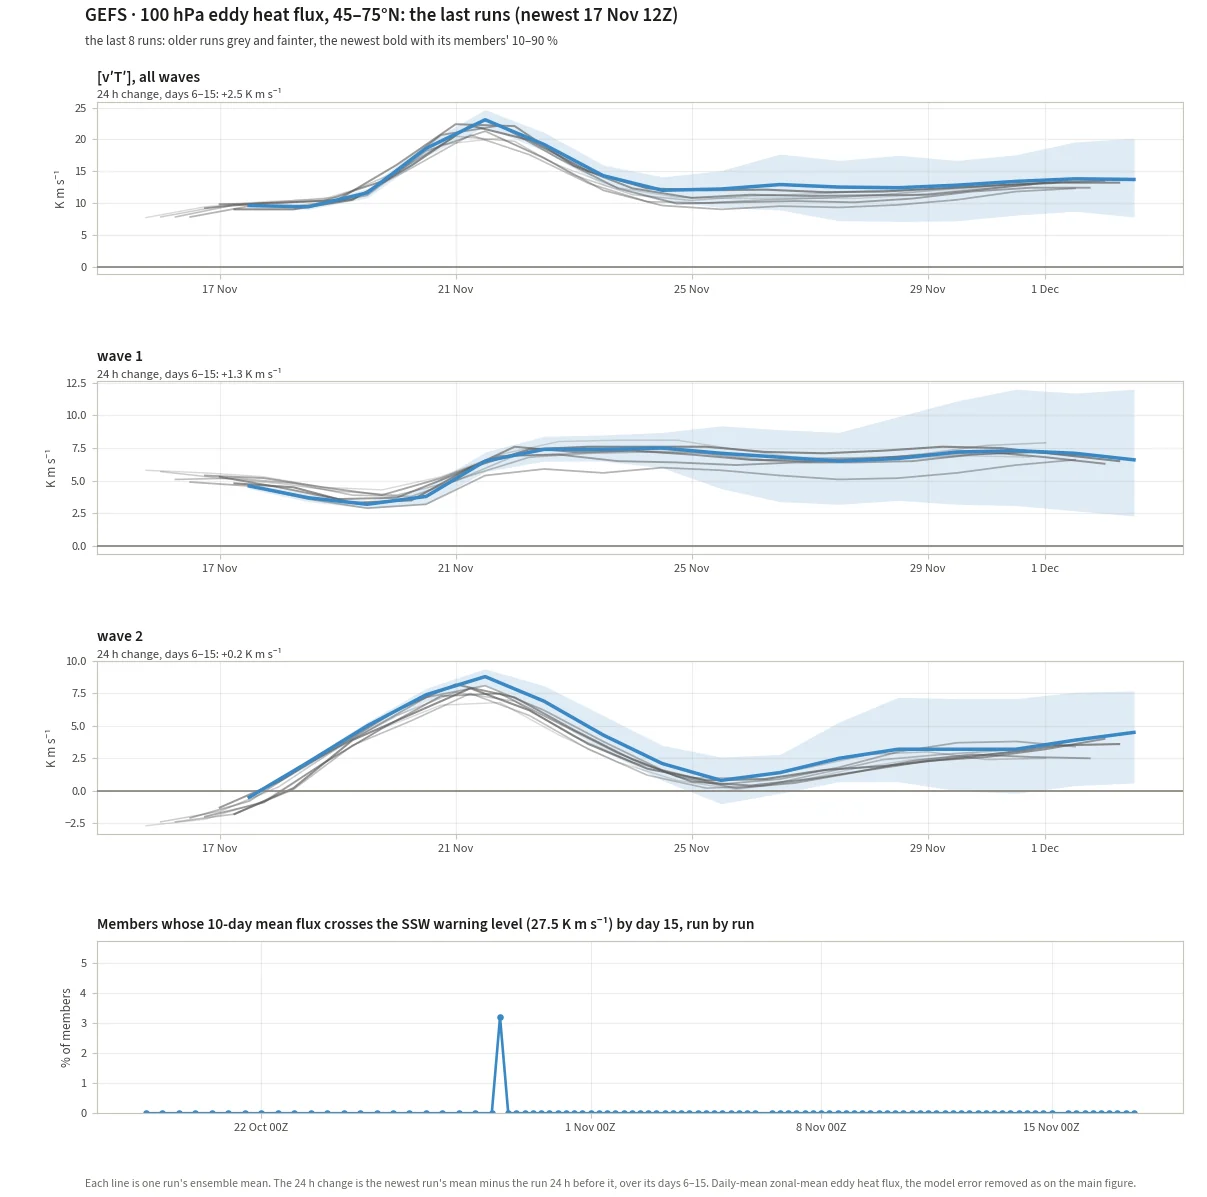 GEFS · 100 hPa eddy heat flux, 45–75°N: the last runs (newest 17 Nov 12Z)
the last 8 runs: older runs grey and fainter, the newest bold with its members' 10–90 %
[v′T′], all waves
24 h change, days 6–15: +2.5 K m s⁻¹
25
20
15
10
5
0
K m s⁻¹
17 Nov 21 Nov 25 Nov 29 Nov 1 Dec
wave 1
24 h change, days 6–15: +1.3 K m s⁻¹
12.5
10.0
7.5
5.0
2.5
0.0
K m s⁻¹
17 Nov 21 Nov 25 Nov 29 Nov 1 Dec
wave 2
24 h change, days 6–15: +0.2 K m s⁻¹
10.0
7.5
5.0
2.5
0.0
−2.5
K m s⁻¹
17 Nov 21 Nov 25 Nov 29 Nov 1 Dec
Members whose 10-day mean flux crosses the SSW warning level (27.5 K m s⁻¹) by day 15, run by run
5
4
3
2
1
0
% of members
22 Oct 00Z 1 Nov 00Z 8 Nov 00Z 15 Nov 00Z
Each line is one run's ensemble mean. The 24 h change is the newest run's mean minus the run 24 h before it, over its days 6–15. Daily-mean zonal-mean eddy heat flux, the model error removed as on the main figure.